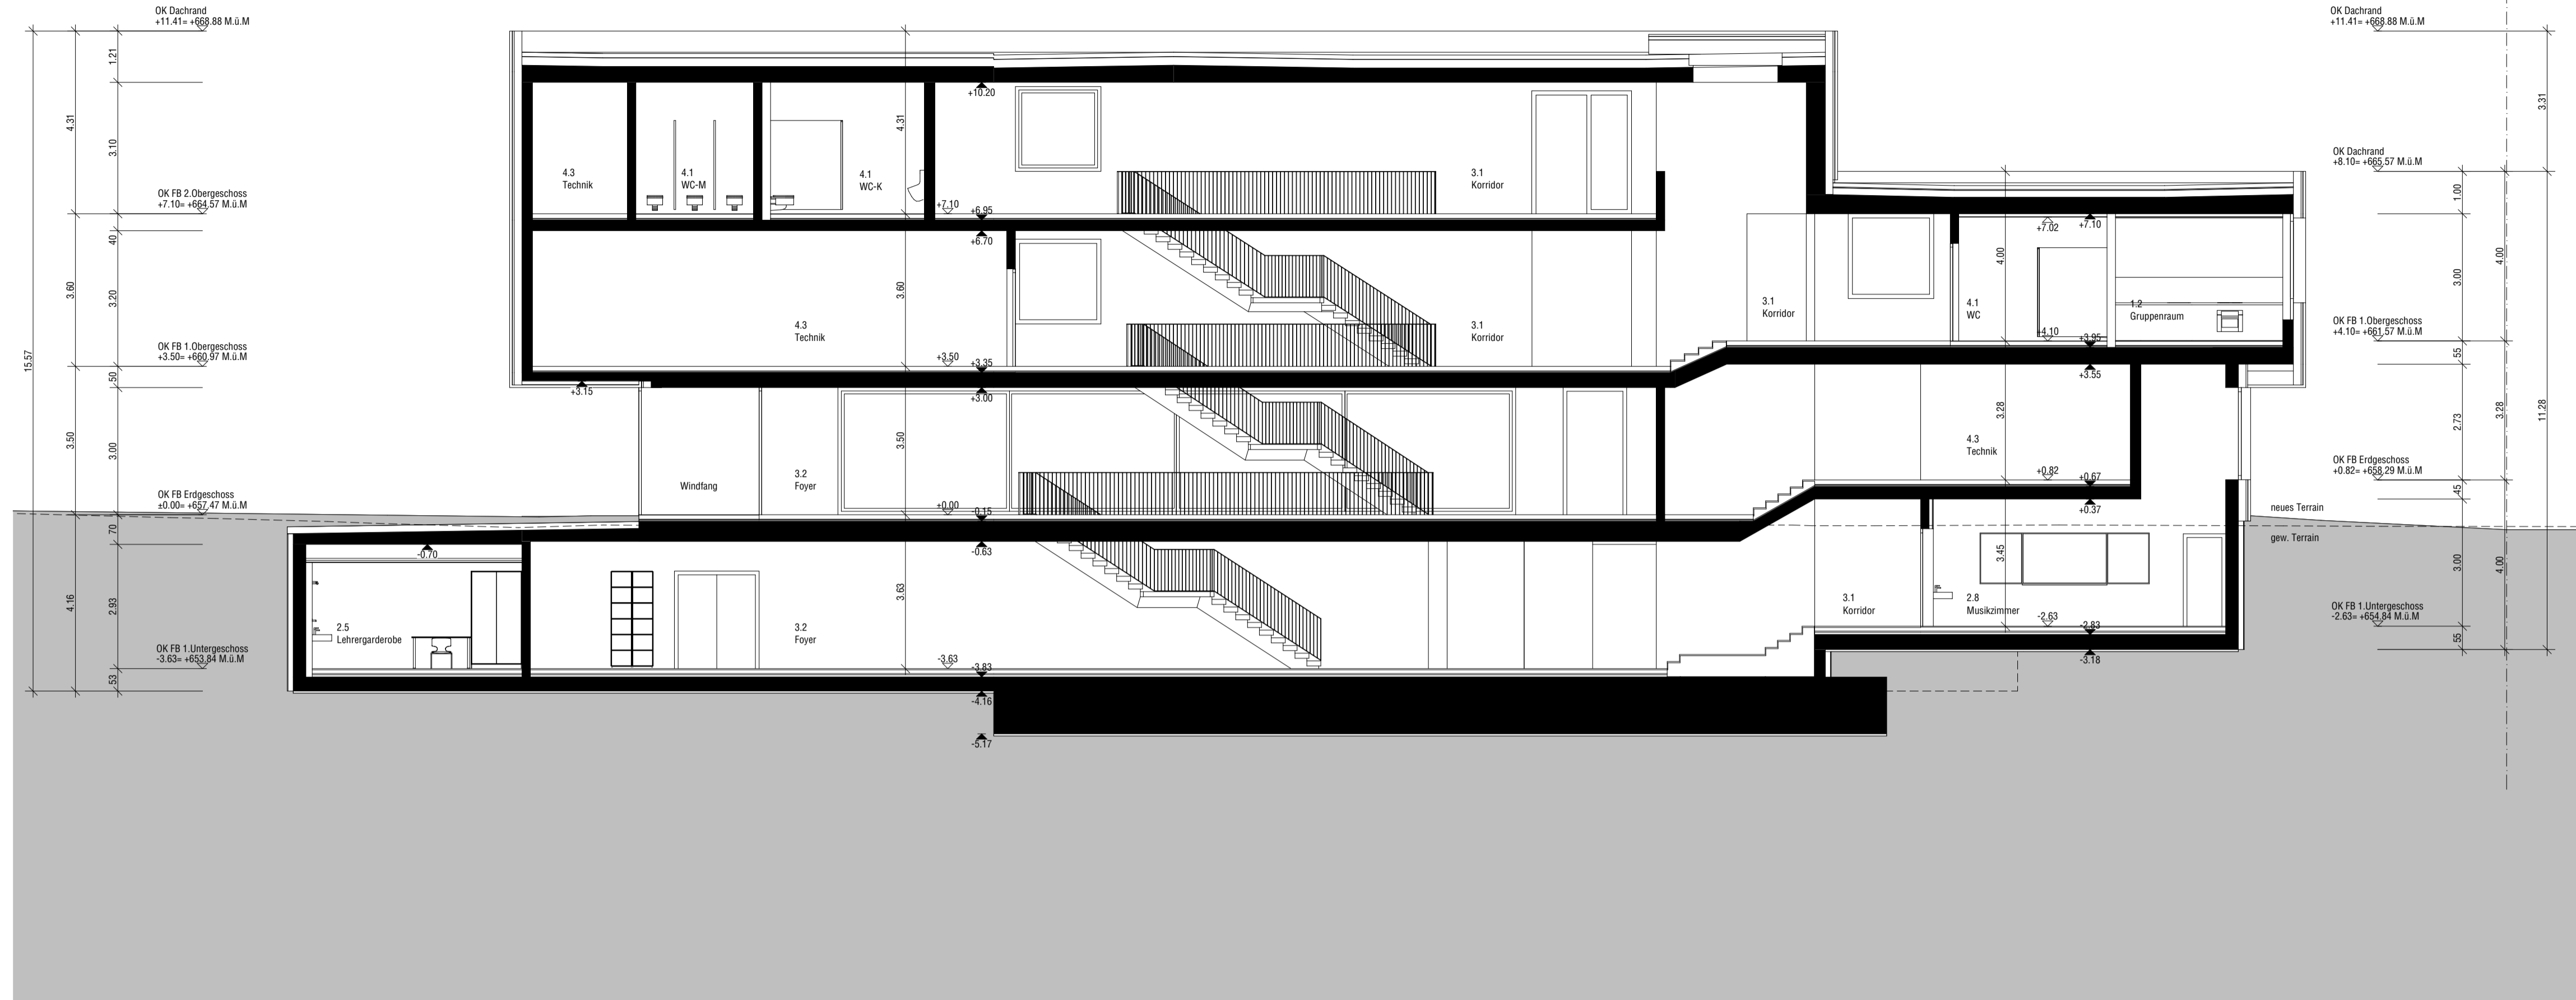 OK Dachrand
+11.41= +668.88 M.ü.M
OK Dachrand
+11.41= +668.88 M.ü.M
1.21
4.31
3.10
4.31
+10.20
3.31
4.3
Technik
4.1
WC-M
4.1
WC-K
3.1
Korridor
OK Dachrand
+8.10= +665.57 M.ü.M
OK FB 2.Obergeschoss
+7.10= +664.57 M.ü.M
+7.10
+6.95
1.00
40
+6.70
+7.02
+7.10
15.57
3.60
3.20
3.60
4.3
Technik
3.1
Korridor
3.1
Korridor
4.00
4.1
WC
1.2
Gruppenraum
3.00
4.00
OK FB 1.Obergeschoss
+3.50= +660.97 M.ü.M
+3.50
+3.35
+4.10
+3.95
OK FB 1.Obergeschoss
+4.10= +661.57 M.ü.M
50
+3.15
+3.00
+3.55
55
3.50
3.00
3.50
Windfang
3.2
Foyer
3.28
4.3
Technik
2.73
3.28
11.28
OK FB Erdgeschoss
±0.00= +657.47 M.ü.M
±0.00
-0.15
+0.82
+0.67
+0.37
OK FB Erdgeschoss
+0.82= +658.29 M.ü.M
45
neues Terrain
gew. Terrain
70
-0.70
-0.63
4.16
2.93
2.5
Lehrergarderobe
3.2
Foyer
3.63
3.45
3.1
Korridor
2.8
Musikzimmer
3.00
4.00
OK FB 1.Untergeschoss
-3.63= +653.84 M.ü.M
-3.63
-3.83
-2.63
-2.83
OK FB 1.Untergeschoss
-2.63= +654.84 M.ü.M
53
-4.16
-3.18
55
-5.17